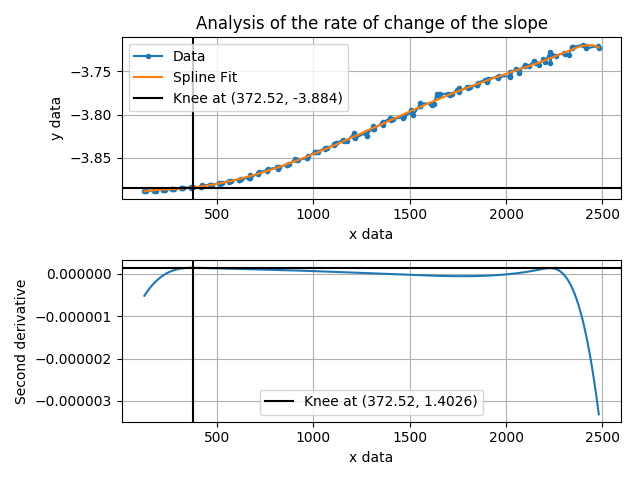 Analysis of the rate of change of the slope
Data
Spline Fit
Knee at (372.52, -3.884)
y data
−3.75
−3.80
−3.85
500
1000
1500
2000
2500
x data
Second derivative
0.000000
−0.000001
−0.000002
−0.000003
Knee at (372.52, 1.4026)
500
1000
1500
2000
2500
x data